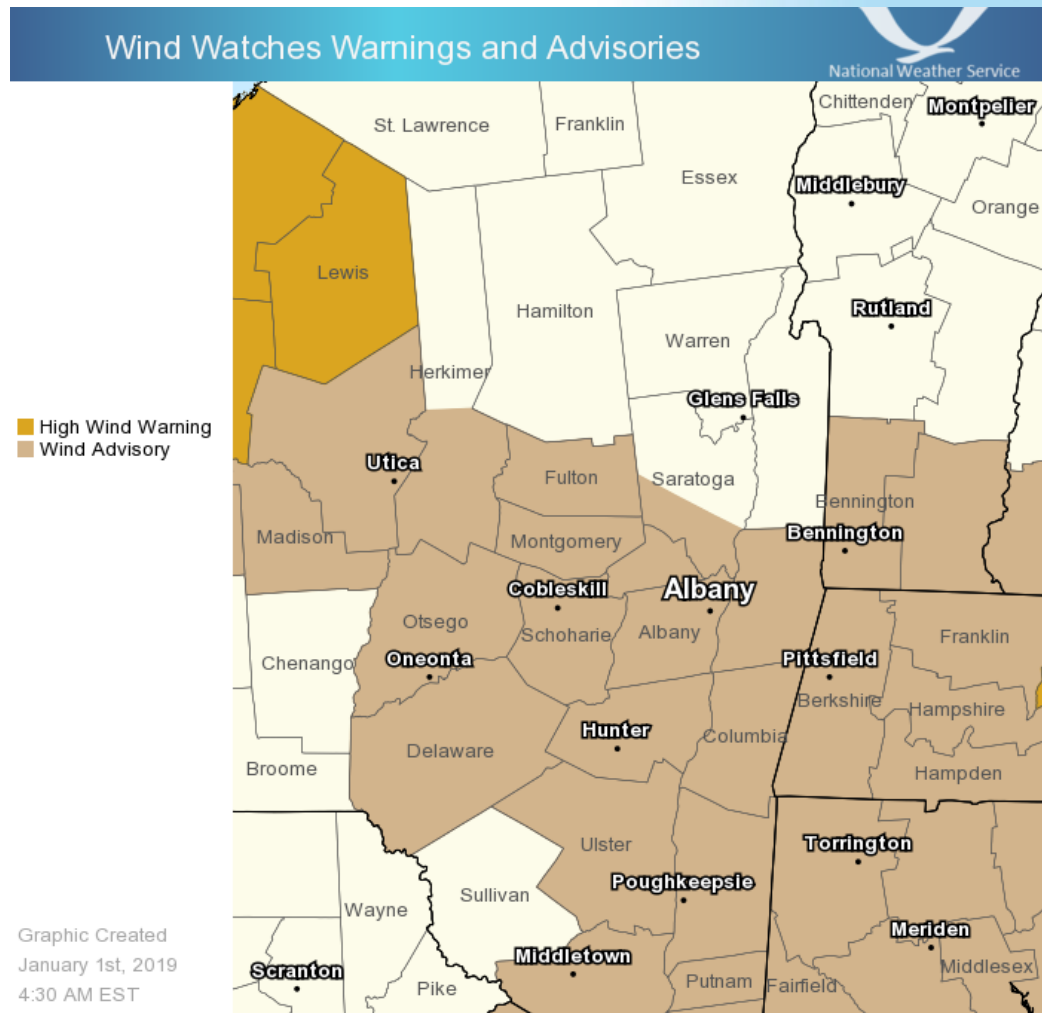 Wind Watches Warnings and Advisories
National Weather Service
Chittenden
Montpelier
St. Lawrence
Franklin
Essex
Middlebury
Orange
Lewis
Hamilton
Rutland
Warren
Herkimer
Glens Falls
High Wind Warning
Wind Advisory
Utica
Fulton
Saratoga
Bennington
Madison
Montgomery
Bennington
Cobleskill
Albany
Otsego
Schoharie
Albany
Franklin
Chenango
Oneonta
Pittsfield
Berkshire
Hampshire
Hunter
Columbia
Delaware
Broome
Hampden
Ulster
Torrington
Poughkeepsie
Sullivan
Wayne
Meriden
Graphic Created
January 1st, 2019
4:30 AM EST
Middletown
Middlesex
Scranton
Pike
Putnam
Fairfield